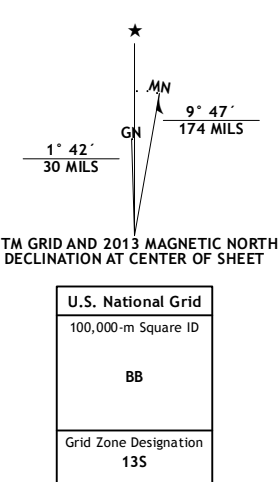 ★
MN
GN
9° 47´
174 MILS
1° 42´
30 MILS
TM GRID AND 2013 MAGNETIC NORTH
DECLINATION AT CENTER OF SHEET
U.S. National Grid
100,000-m Square ID
BB
Grid Zone Designation
13S